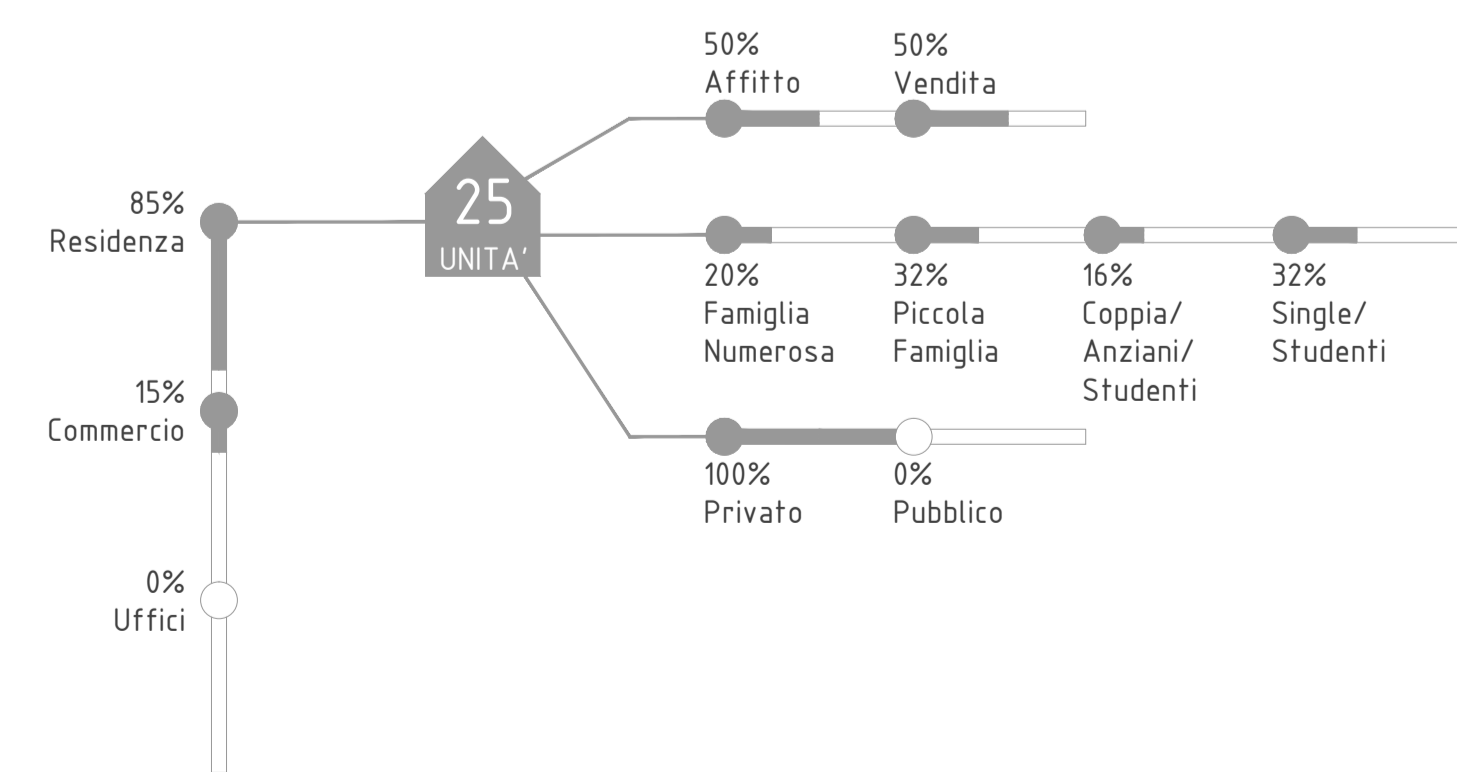 50%
Affitto
50%
Vendita
85%
Residenza
25
UNITA'
20%
Famiglia
Numerosa
32%
Piccola
Famiglia
16%
Coppia/
Anziani/
Studenti
32%
Single/
Studenti
15%
Commercio
100%
Privato
0%
Pubblico
0%
Uffici